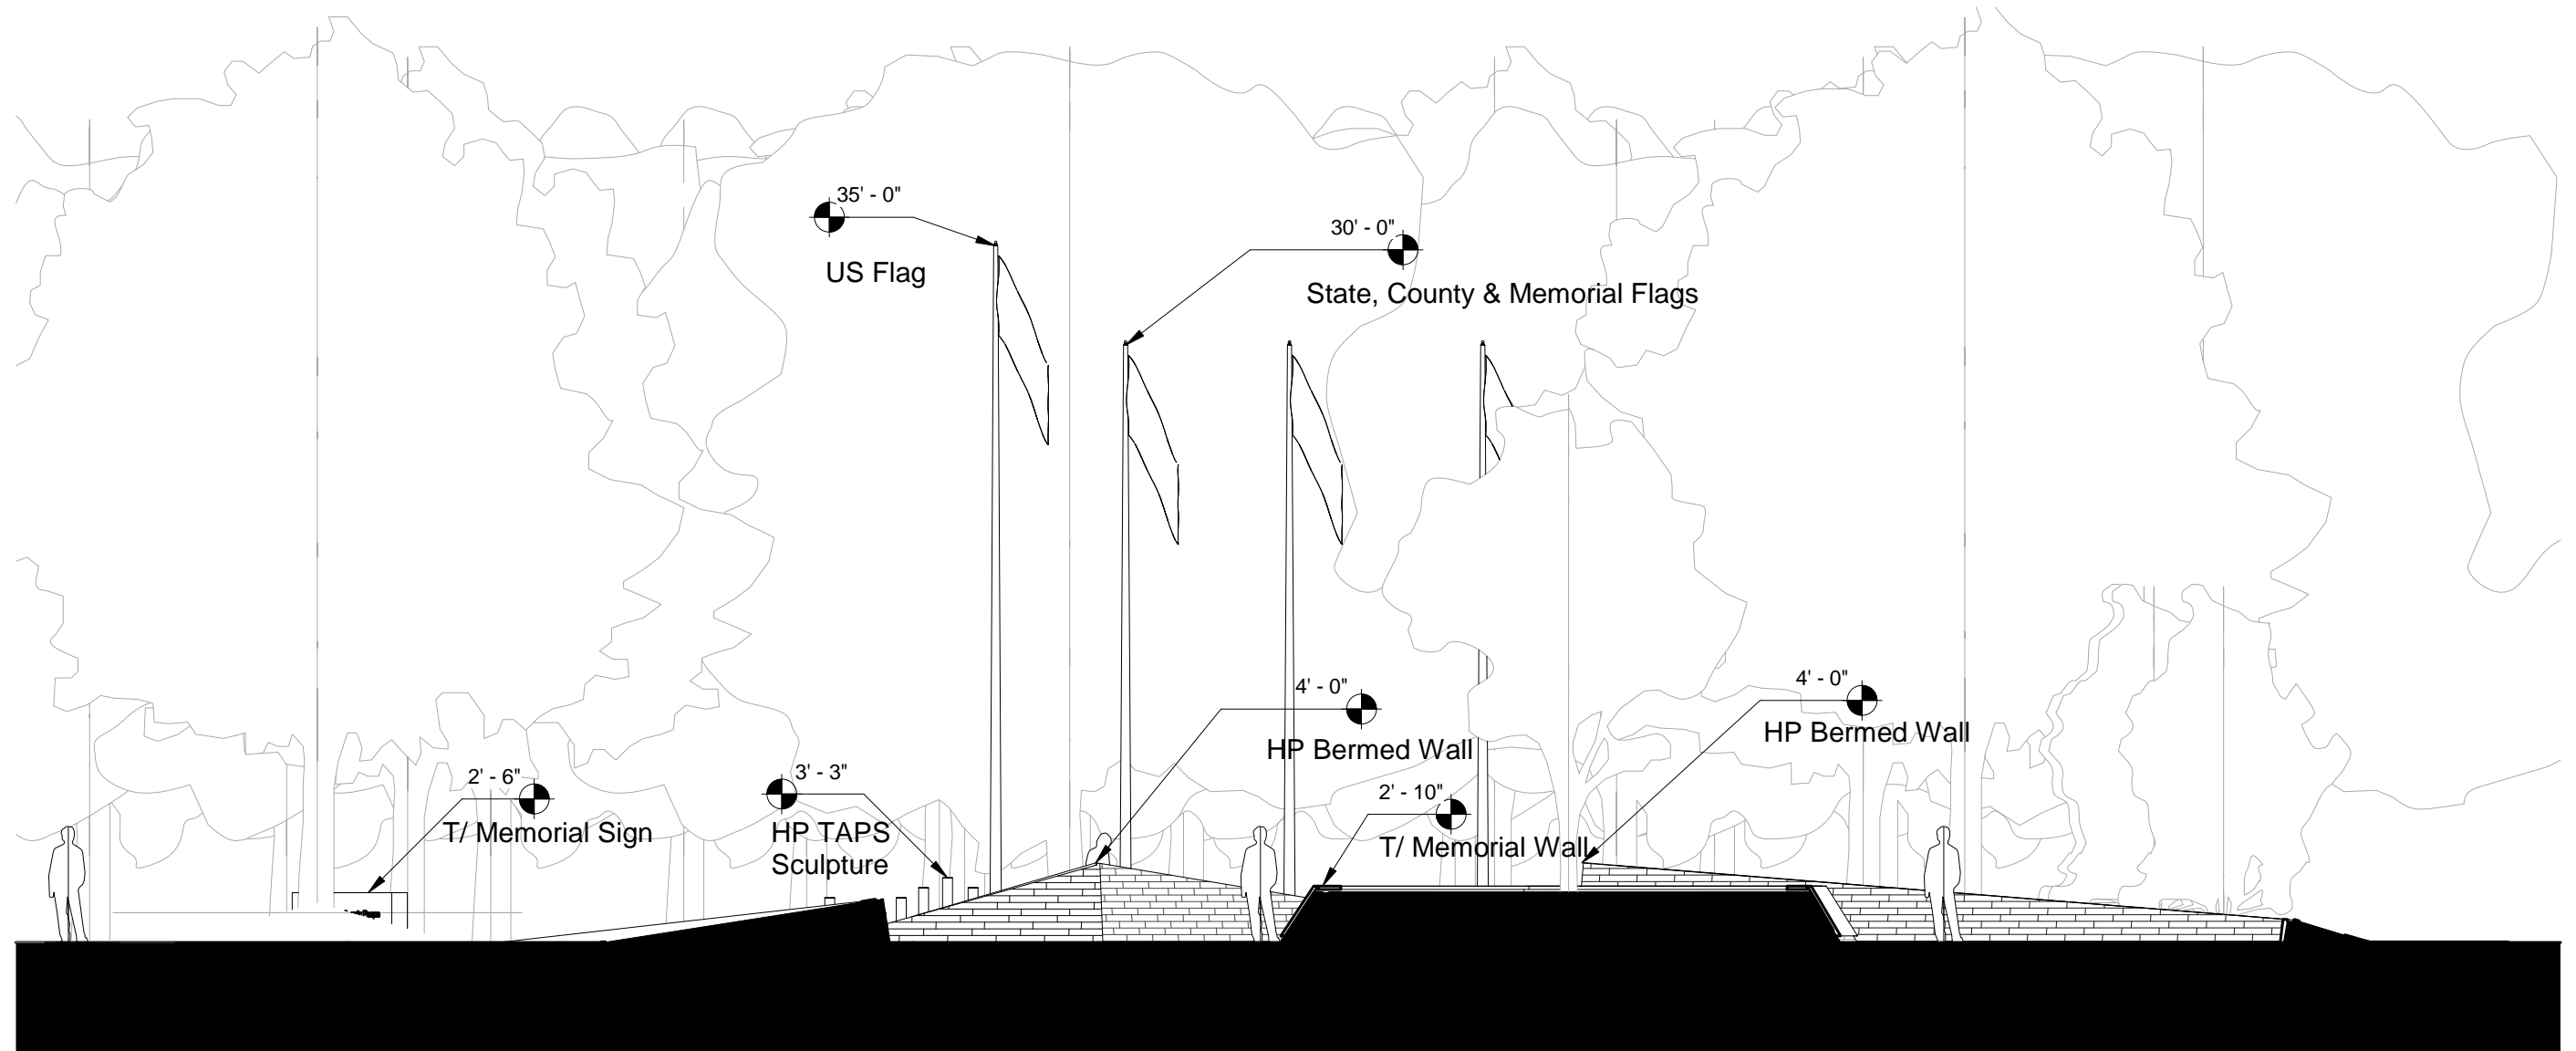 35' - 0"
US Flag
30' - 0"
State, County & Memorial Flags
4' - 0"
HP Bermed Wall
4' - 0"
HP Bermed Wall
2' - 6"
T/ Memorial Sign
3' - 3"
HP TAPS
Sculpture
2' - 10"
T/ Memorial Wall